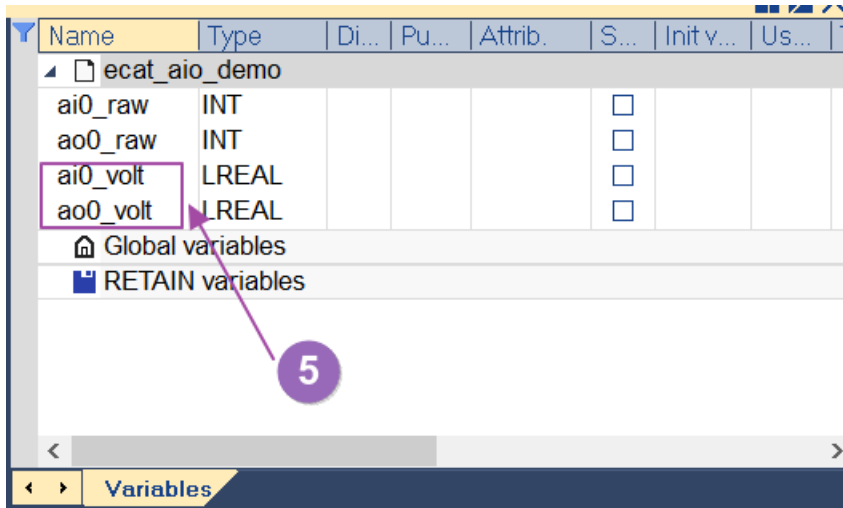 Name Type Di... Pu... Attrib. S... Init v... Us...
ecat_aio_demo
ai0_raw INT
ao0_raw INT
ai0_volt LREAL
ao0_volt LREAL
Global variables
RETAIN variables
5
Variables